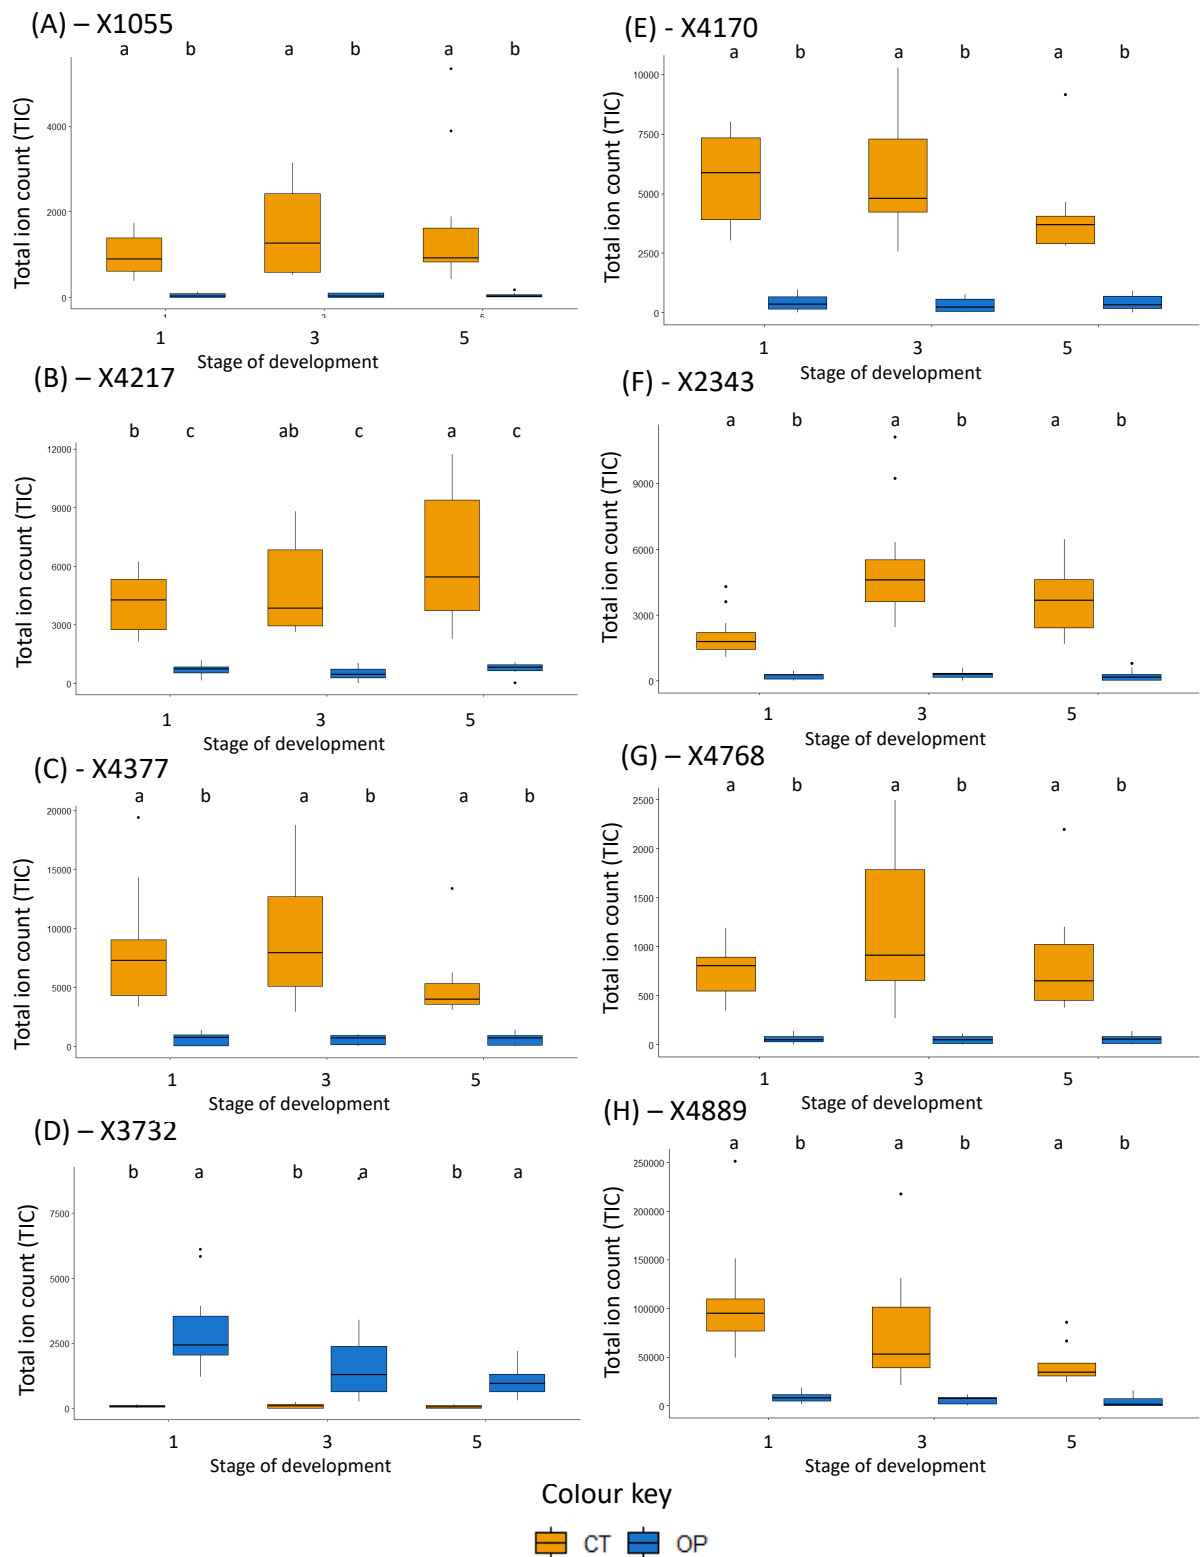 (A) – X1055
a b a b a b
Total ion count (TIC)
4000
2000
0
1 3 5
1 3 5
Stage of development
(B) – X4217
b c ab c a c
Total ion count (TIC)
12000
9000
6000
3000
0
1 3 5
Stage of development
(C) - X4377
a b a b a b
Total ion count (TIC)
20000
15000
10000
5000
0
1 3 5
Stage of development
(D) – X3732
b a b a b a
Total ion count (TIC)
7500
5000
2500
0
1 3 5
Stage of development
(E) - X4170
a b a b a b
Total ion count (TIC)
10000
7500
5000
2500
0
1 3 5
Stage of development
(F) - X2343
a b a b a b
Total ion count (TIC)
9000
6000
3000
0
1 3 5
Stage of development
(G) – X4768
a b a b a b
Total ion count (TIC)
2500
2000
1500
1000
500
0
1 3 5
Stage of development
(H) – X4889
a b a b a b
Total ion count (TIC)
250000
200000
150000
100000
50000
0
1 3 5
Stage of development
Colour key
CT OP